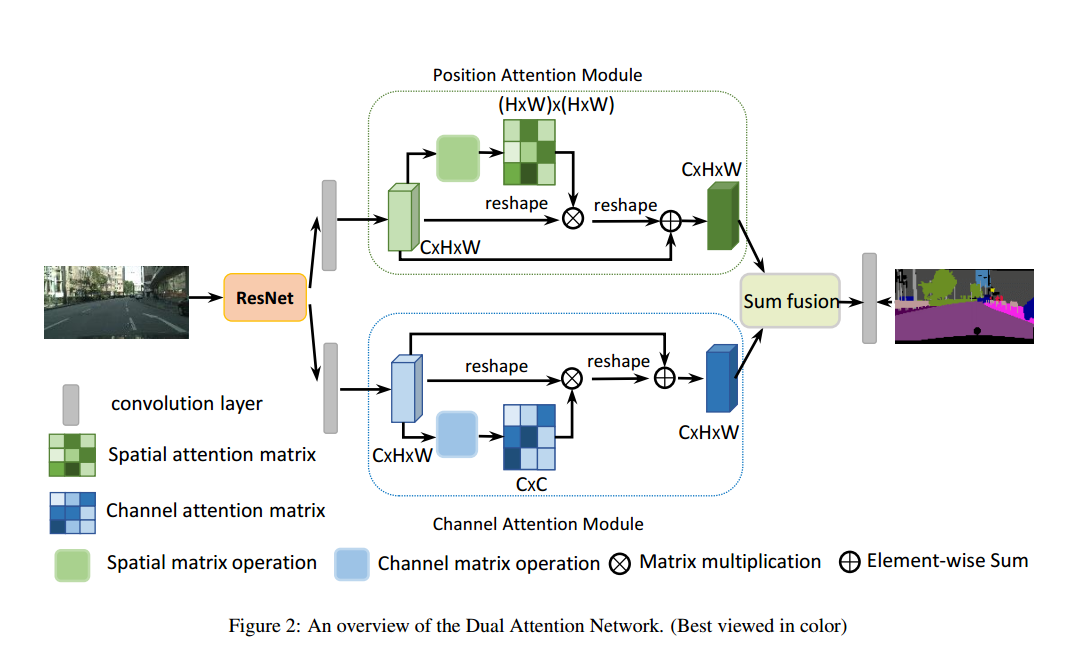 Position Attention Module
(HxW)x(HxW)
CxHxW
reshape
reshape
CxHxW
ResNet
Sum fusion
reshape
reshape
CxHxW
CxHxW
CxC
Channel Attention Module
convolution layer
Spatial attention matrix
Channel attention matrix
Spatial matrix operation
Channel matrix operation
Matrix multiplication
Element-wise Sum
Figure 2: An overview of the Dual Attention Network. (Best viewed in color)